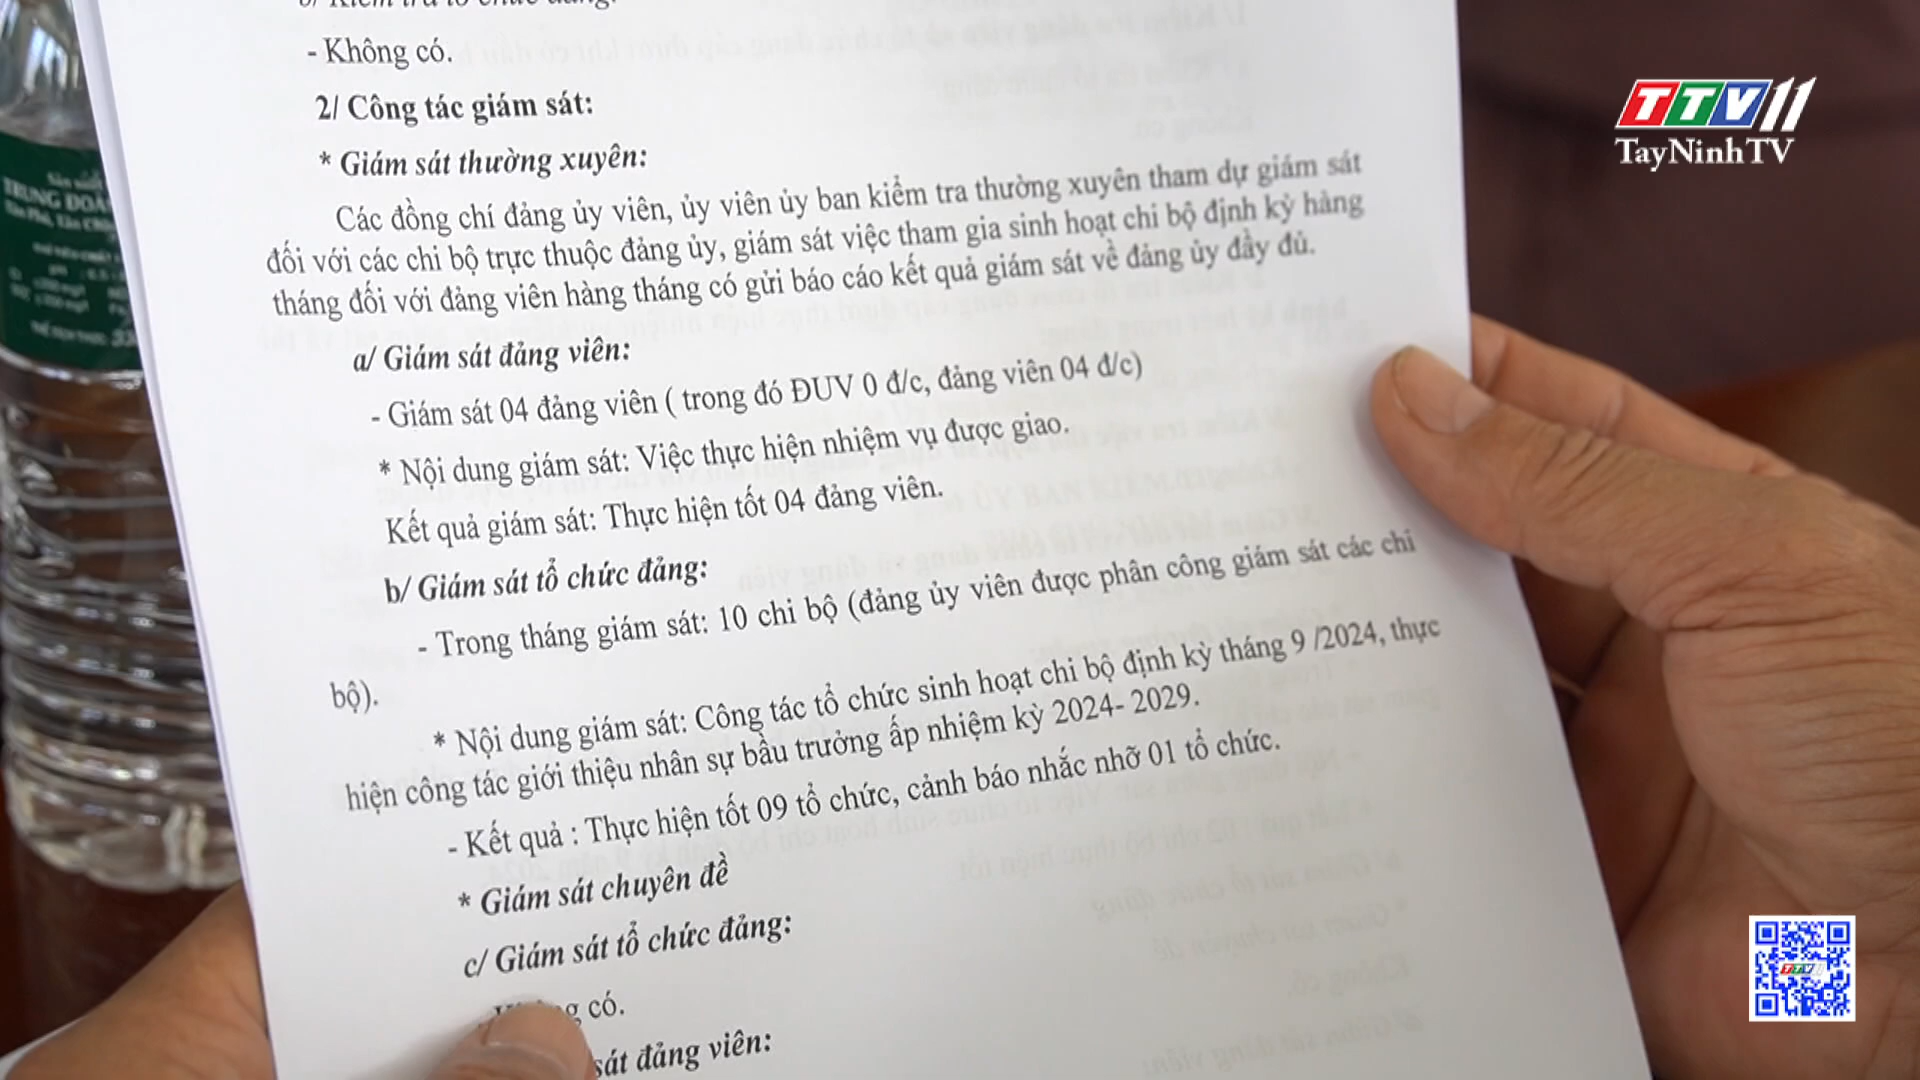 - Không có.
2/ Công tác giám sát:
* Giám sát thường xuyên:
Các đồng chí đảng ủy viên, ủy viên ủy ban kiểm tra thường xuyên tham dự giám sát
đối với các chi bộ trực thuộc đảng ủy, giám sát việc tham gia sinh hoạt chi bộ định kỳ hàng
tháng đối với đảng viên hàng tháng có gửi báo cáo kết quả giám sát về đảng ủy đầy đủ.
a/ Giám sát đảng viên:
- Giám sát 04 đảng viên ( trong đó ĐUV 0 đ/c, đảng viên 04 đ/c)
* Nội dung giám sát: Việc thực hiện nhiệm vụ được giao.
Kết quả giám sát: Thực hiện tốt 04 đảng viên.
b/ Giám sát tổ chức đảng:
- Trong tháng giám sát: 10 chi bộ (đảng ủy viên được phân công giám sát các chi
bộ).
* Nội dung giám sát: Công tác tổ chức sinh hoạt chi bộ định kỳ tháng 9 /2024, thực
hiện công tác giới thiệu nhân sự bầu trưởng ấp nhiệm kỳ 2024- 2029.
- Kết quả : Thực hiện tốt 09 tổ chức, cảnh báo nhắc nhỡ 01 tổ chức.
* Giám sát chuyên đề
c/ Giám sát tổ chức đảng:
có.
sát đảng viên:
TTV11
TayNinhTV